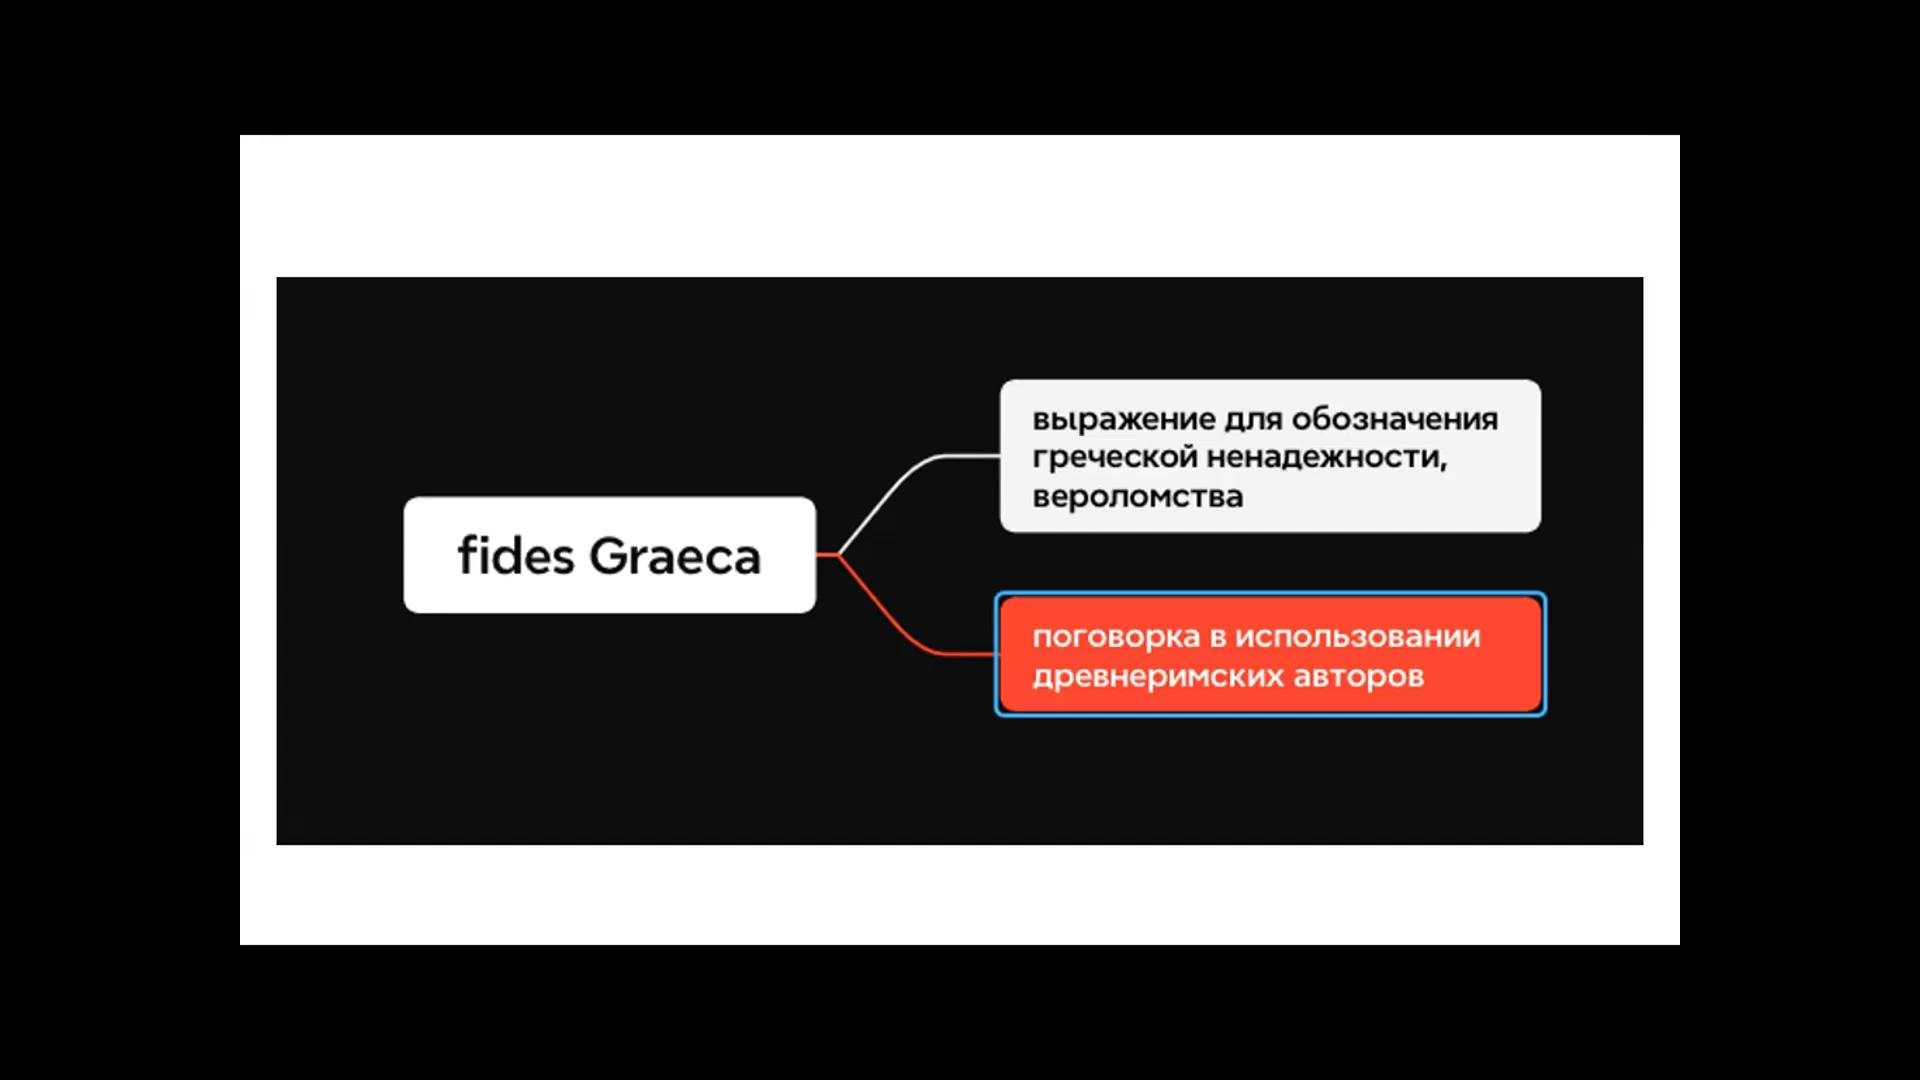 fides Graeca
выражение для обозначения
греческой ненадежности,
вероломства
поговорка в использовании
древнеримских авторов